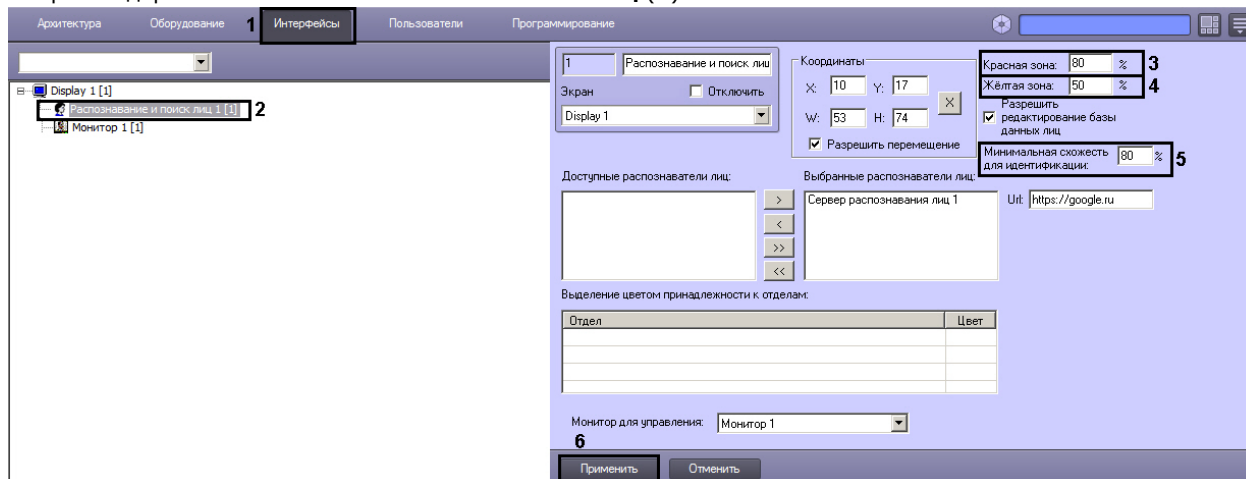 Архитектура Оборудование 1 Интерфейсы Пользователи Программирование
Display 1 [1]
Распознавание и поиск лиц 1 [1] 2
Монитор 1 [1]
1 Распознавание и поиск лиц
Экран Отключить
Display 1
Координаты
X: 10 Y: 17 X
W: 53 H: 74
Разрешить перемещение
Красная зона: 80 % 3
Жёлтая зона: 50 % 4
Разрешить
редактирование базы
данных лиц
Минимальная схожесть
для идентификации: 80 % 5
Доступные распознаватели лиц: Выбранные распознаватели лиц:
> Сервер распознавания лиц 1 Url: https://google.ru
<
>>
<<
Выделение цветом принадлежности к отделам:
Отдел Цвет
Монитор для управления: Монитор 1
6
Применить Отменить